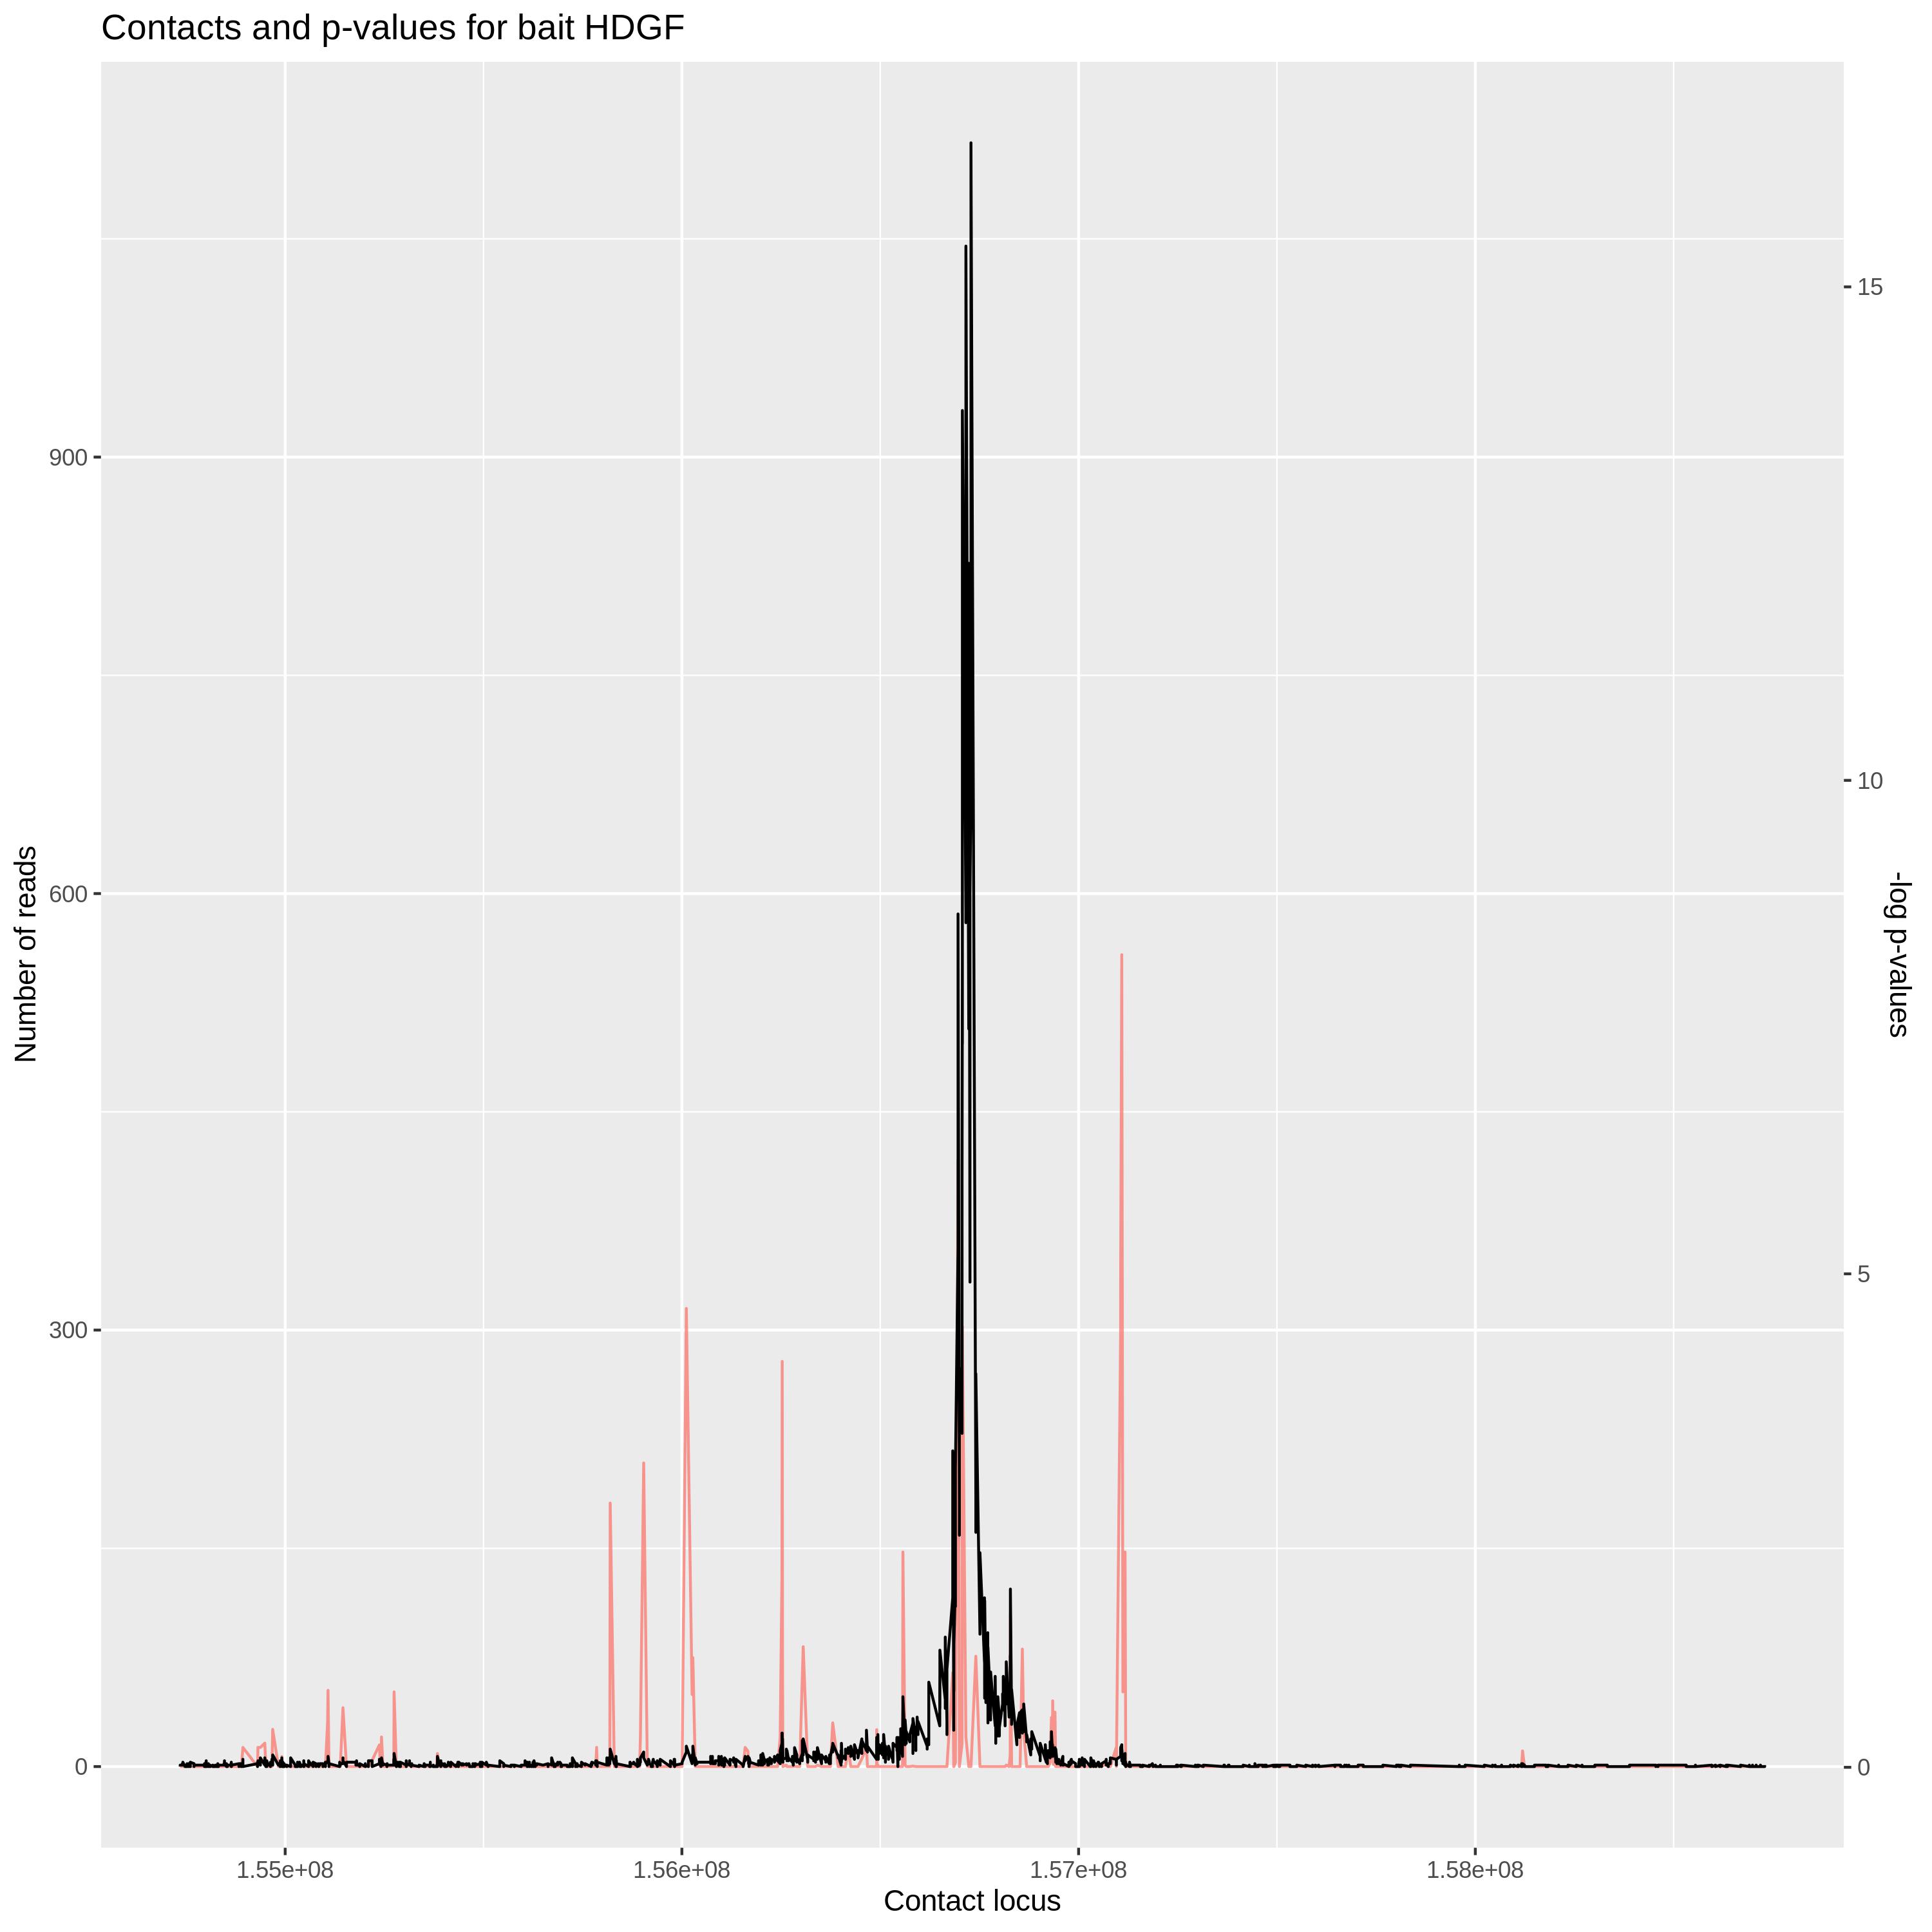 Contacts and p-values for bait HDGF
Number of reads
900
600
300
0
15
10
5
0
-log p-values
1.55e+08
1.56e+08
1.57e+08
1.58e+08
Contact locus